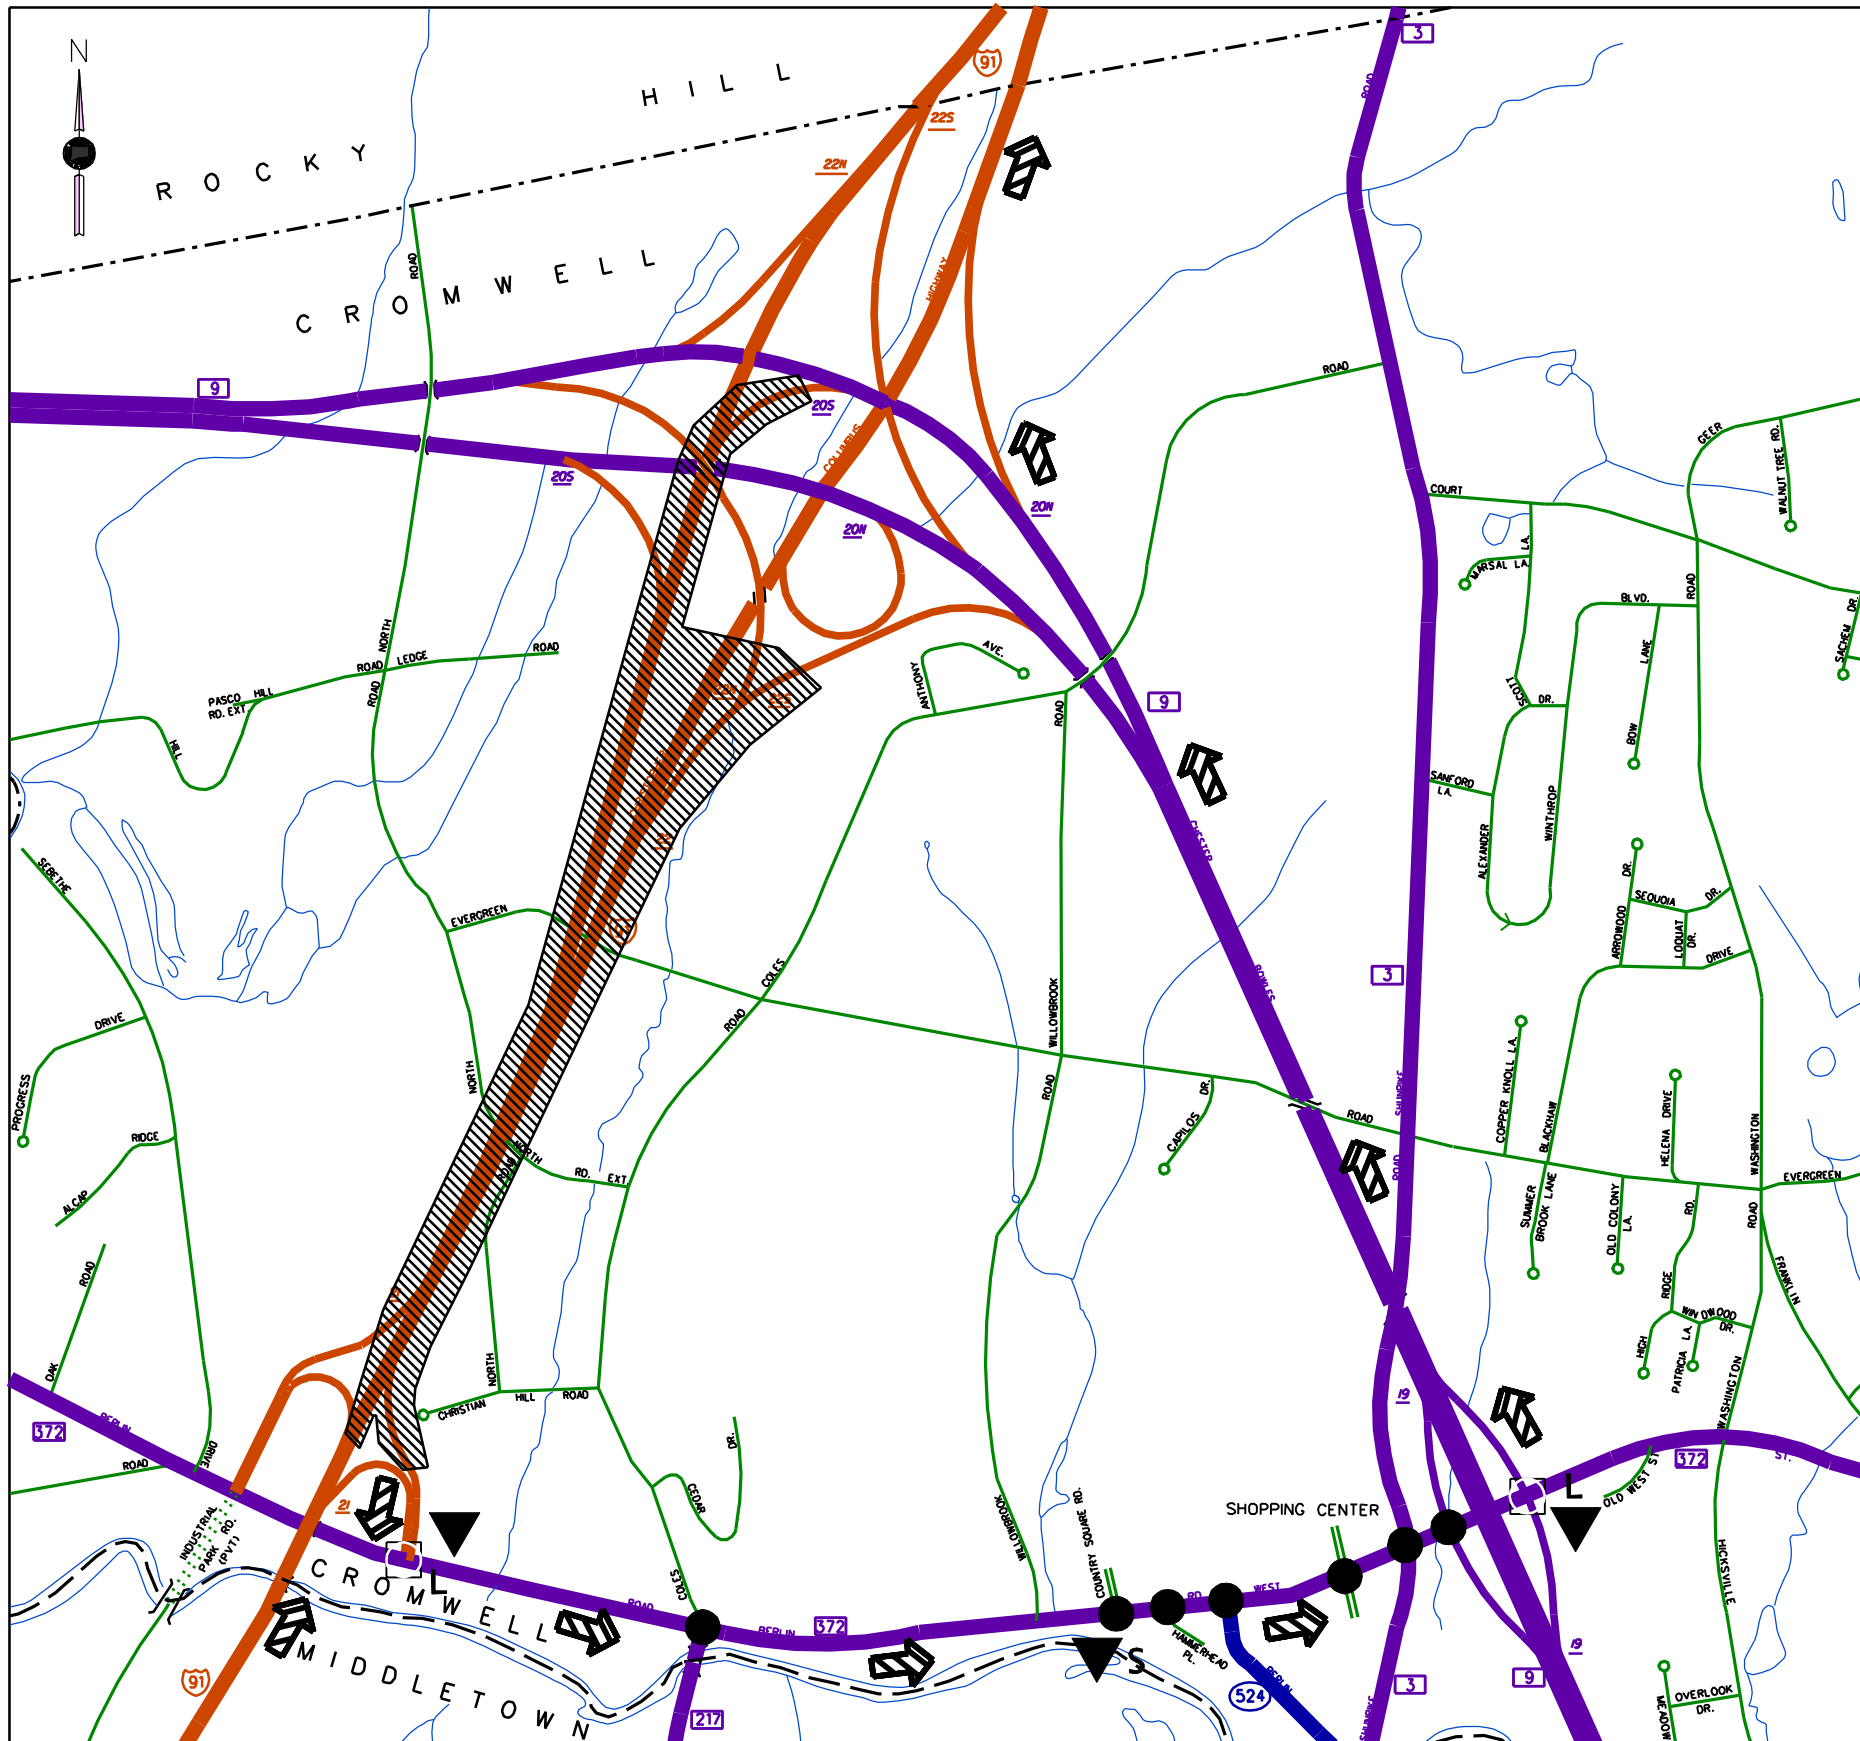 N
3
ROAD
91
HILL
22S
22N
ROCKY
CROMWELL
ROAD
HIGHWAY
9
20S
COLUMBUS
20S
20N
20N
ROAD
GEER
WALNUT TREE RD.
COURT
LA.
MARSAL LA.
ROAD
BLVD.
DR.
SACHEM
LANE
BOW
SCOTT
DR.
NORTH
ROAD
LEDGE
ROAD
ROAD
PASCO HILL
RD. EXT.
HILL
AVE.
ANTHONY
ROAD
9
22S
SANFORD
LA.
ALEXANDER
WINTHROP
CHESTER
BOWLES
SEBETHE
EVERGREEN
91
DR.
SEQUOIA
DR.
ARROWOOD
LOQUAT
DR.
DRIVE
COLES
ROAD
WILLOWBROOK
ROAD
3
DRIVE
PROGRESS
RIDGE
ALCAP
ROAD
OAK
NORTH
NORTH
RD. EXT.
ROAD
DR.
CAPILOS
ROAD
SHUNPIKE
ROAD
COPPER KNOLL LA.
BLACKHAW
HELENA DRIVE
WASHINGTON
ROAD
EVERGREEN
SUMMER
BROOK LANE
OLD COLONY
LA.
RD.
RIDGE
HIGH
WINDWOOD
DR.
PATRICIA LA.
FRANKLIN
WASHINGTON
NORTH
CHRISTIAN
HILL
ROAD
372
BERLIN
ROAD
DRIVE
INDUSTRIAL
PARK RD.
(PVT)
21
L
CEDAR
DR.
COLES
19
372
ST.
OLD WEST ST.
L
SHOPPING CENTER
COUNTRY SQUARE RD.
WILLOWBROOK
HICKSVILLE
CROMWELL
ROAD
BERLIN
372
RD.
WEST
HAMMERHEAD
PL.
S
MIDDLETOWN
91
217
524
BERLIN
3
SHUNPIKE
9
19
OVERLOOK
DR.
MEADOW